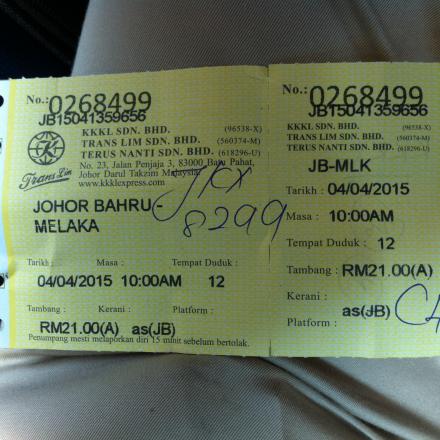 No.: 0268499
JB15041359656
KKKL SDN. BHD. (96538-X)
TRANS LIM SDN. BHD. (560374-M)
TERUS NANTI SDN. BHD. (618296-U)
No. 23, Jalan Penjaja 3, 83000 Batu Pahat,
Johor Darul Takzim Malaysia
www.kkklexpress.com
Trans Lim
JOHOR BAHRU -
MELAKA
JKX
8299
Tarikh : Masa : Tempat Duduk :
04/04/2015 10:00AM 12
Tambang : Kerani : Platform :
RM21.00(A) as(JB)
Penumpang mesti melaporkan diri 15 minit sebelum bertolak.
No.: 0268499
JB15041359656
KKKL SDN. BHD. (96538-X)
TRANS LIM SDN. BHD. (560374-M)
TERUS NANTI SDN. BHD. (618296-U)
JB-MLK
Tarikh : 04/04/2015
Masa : 10:00AM
Tempat Duduk : 12
Tambang : RM21.00(A)
Kerani :
as(JB)
Platform :